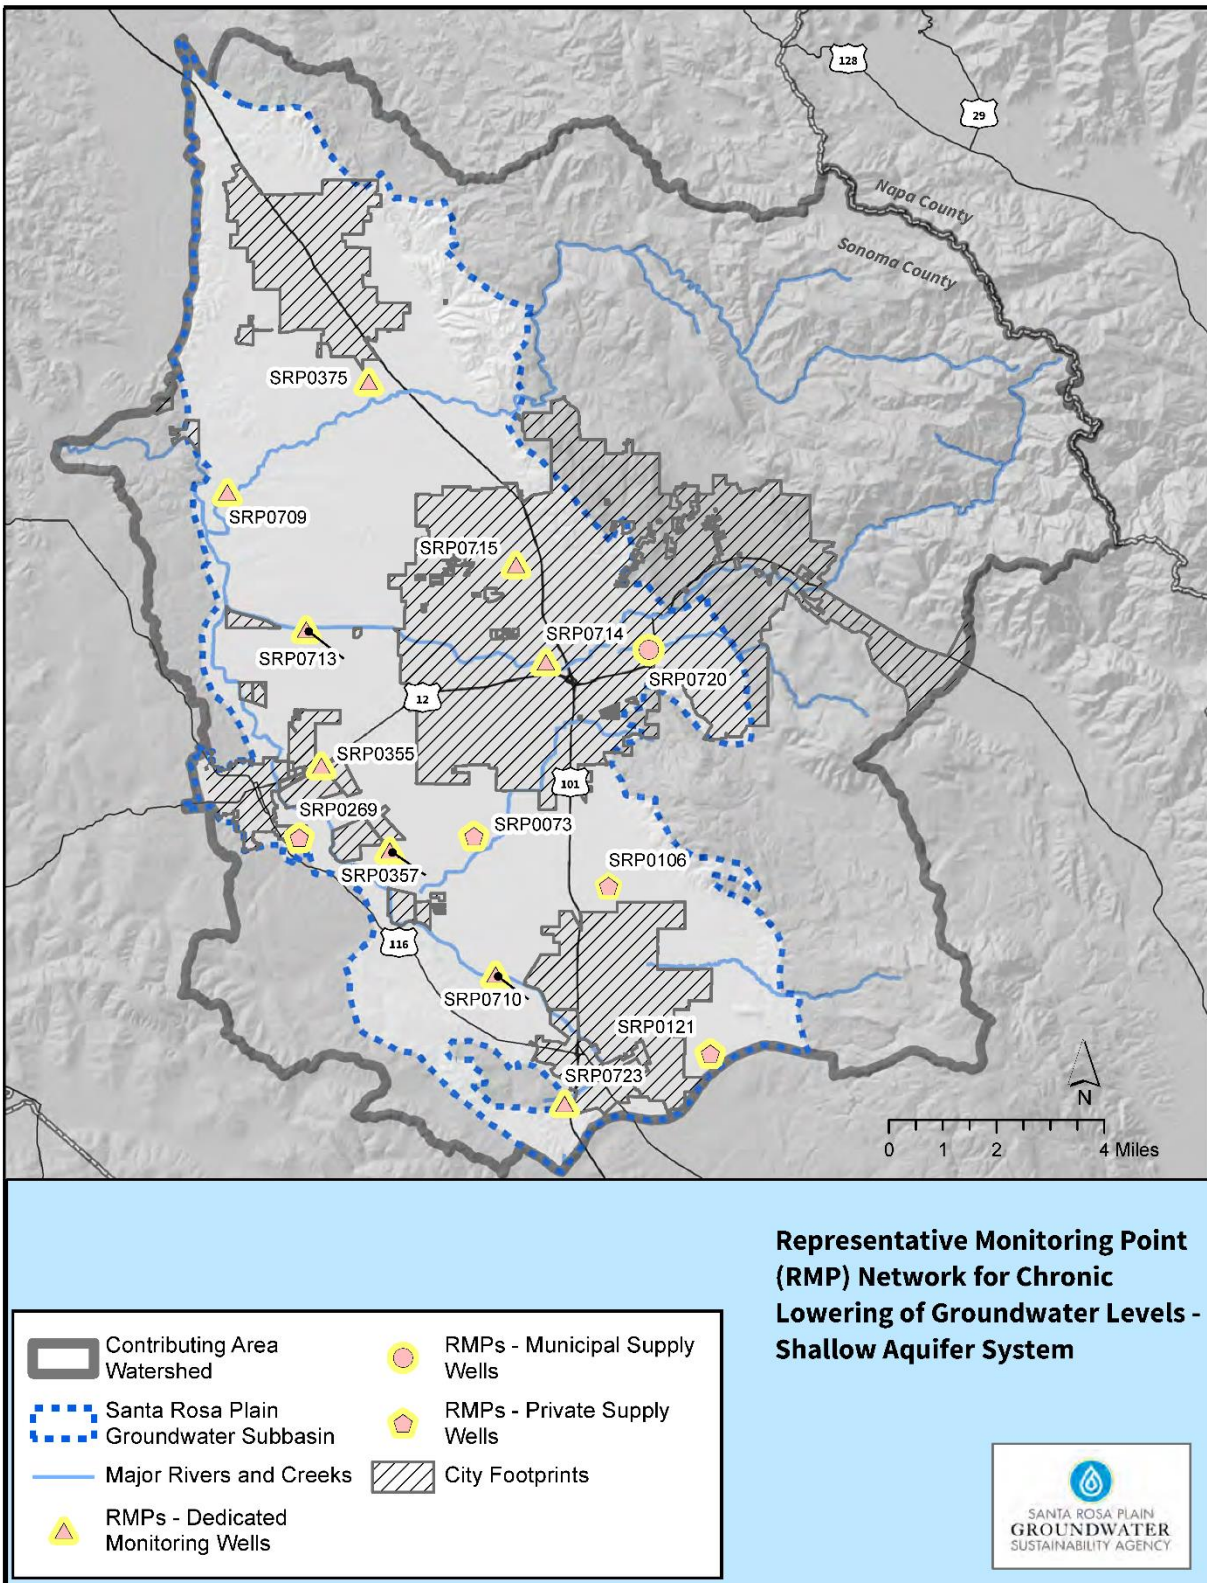 128
29
Napa County
Sonoma County
SRP0375
SRP0709
SRP0715
SRP0714
SRP0713
SRP0720
12
SRP0355
101
SRP0269
SRP0073
SRP0106
SRP0357
116
SRP0710
SRP0121
SRP0723
N
0 1 2 4 Miles
Representative Monitoring Point
(RMP) Network for Chronic
Lowering of Groundwater Levels -
Shallow Aquifer System
Contributing Area
Watershed
Santa Rosa Plain
Groundwater Subbasin
Major Rivers and Creeks
RMPs - Dedicated
Monitoring Wells
RMPs - Municipal Supply
Wells
RMPs - Private Supply
Wells
City Footprints
SANTA ROSA PLAIN
GROUNDWATER
SUSTAINABILITY AGENCY